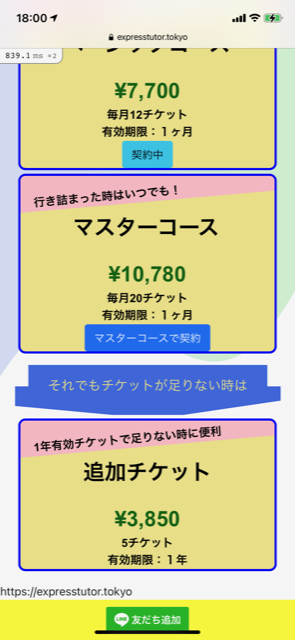 18:00
expresstutor.tokyo
839.1 ms ×2
¥7,700
毎月12チケット
有効期限：１ヶ月
契約中
行き詰まった時はいつでも！
マスターコース
¥10,780
毎月20チケット
有効期限：１ヶ月
マスターコースで契約
それでもチケットが足りない時は
1年有効チケットで足りない時に便利
追加チケット
¥3,850
5チケット
有効期限：１年
https://expresstutor.tokyo
LINE 友だち追加